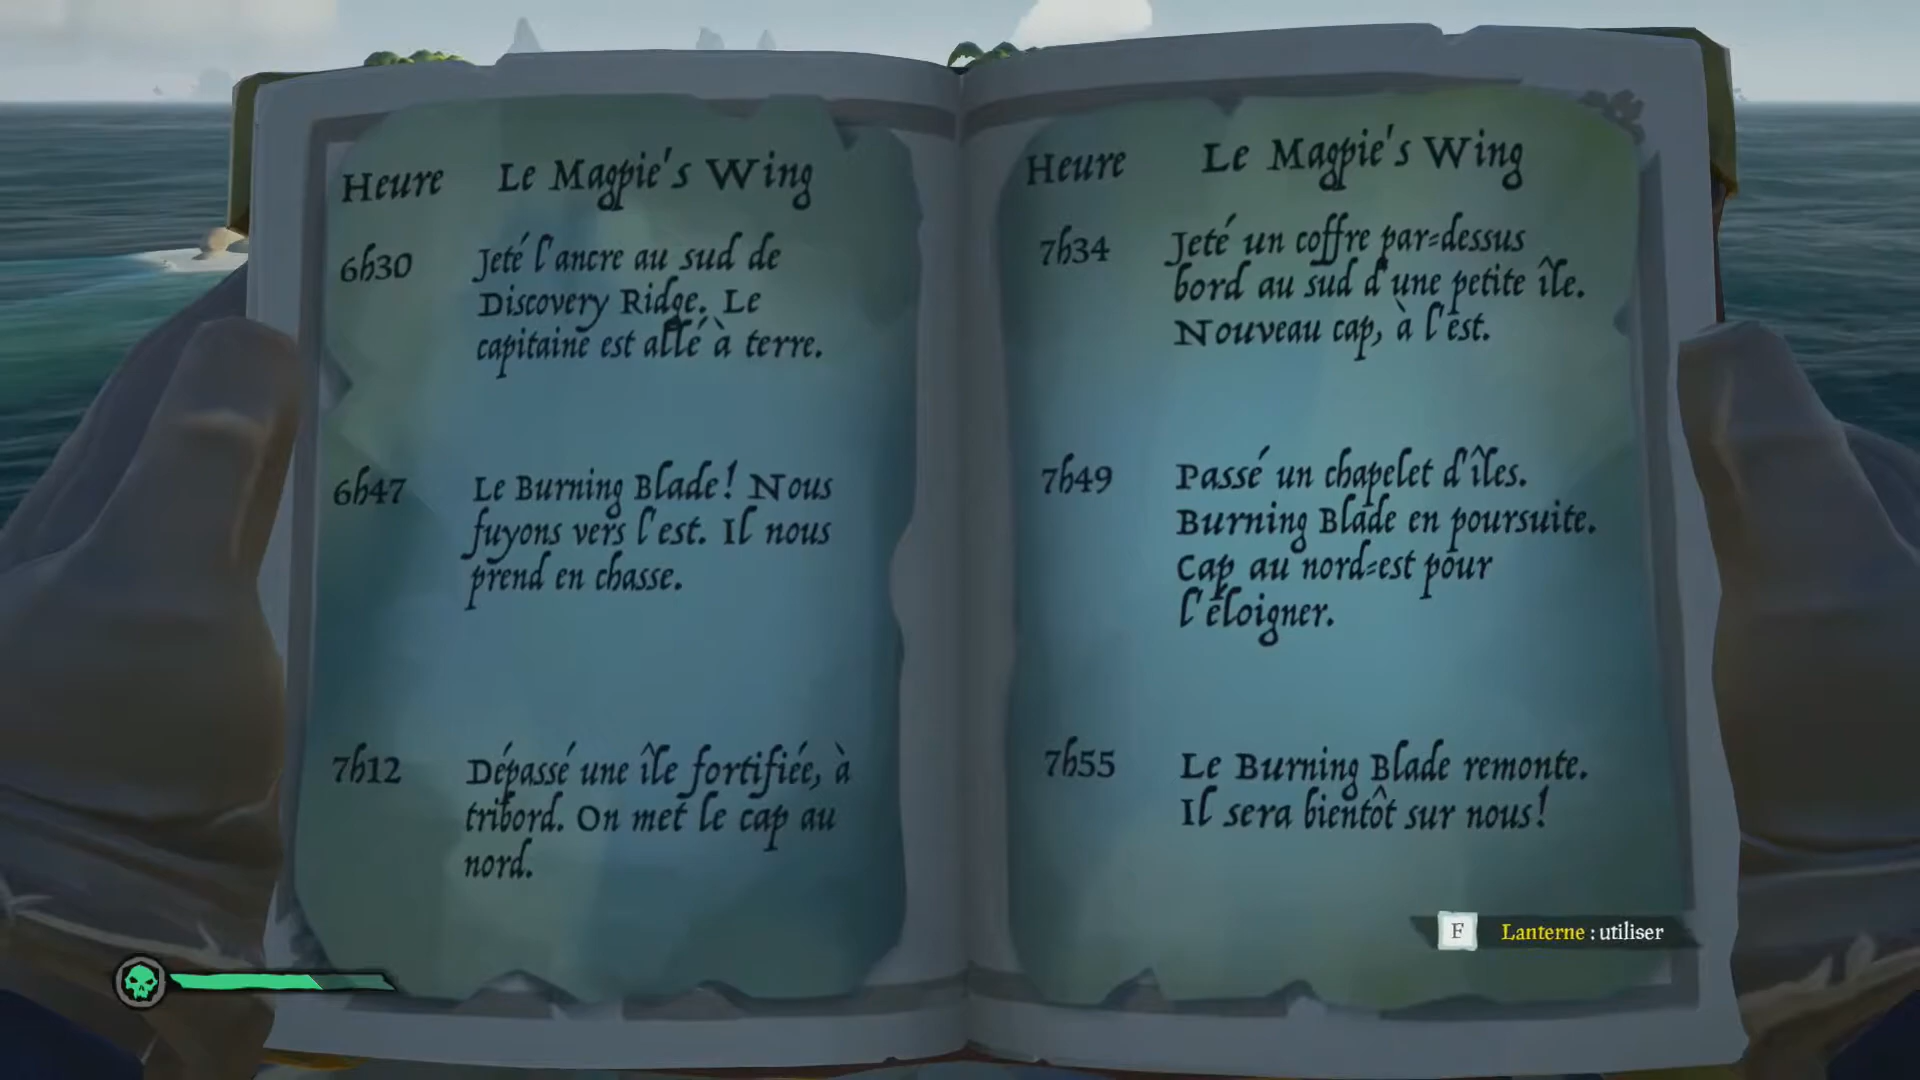 Heure Le Magpie's Wing
6h30 Jeté l'ancre au sud de
Discovery Ridge. Le
capitaine est allé à terre.
6h47 Le Burning Blade! Nous
fuyons vers l'est. Il nous
prend en chasse.
7h12 Dépassé une île fortifiée, à
tribord. On met le cap au
nord.
Heure Le Magpie's Wing
7h34 Jeté un coffre par-dessus
bord au sud d'une petite île.
Nouveau cap, à l'est.
7h49 Passé un chapelet d'îles.
Burning Blade en poursuite.
Cap au nord-est pour
l'éloigner.
7h55 Le Burning Blade remonte.
Il sera bientôt sur nous!
F Lanterne : utiliser